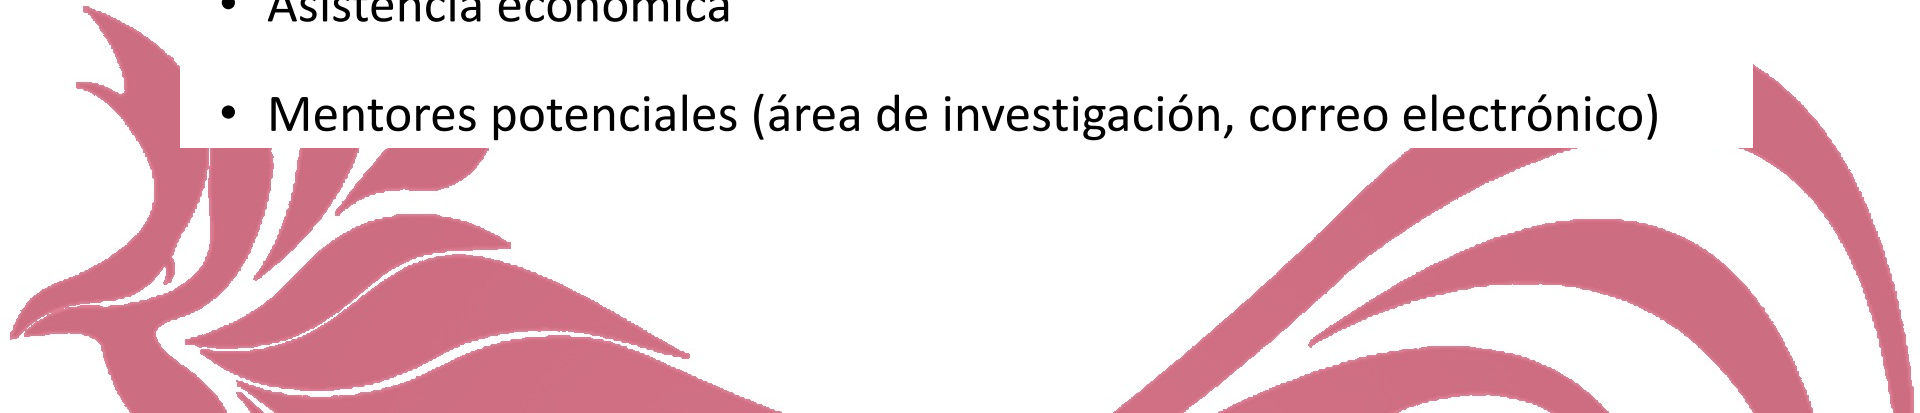 • Asistencia económica
• Mentores potenciales (área de investigación, correo electrónico)